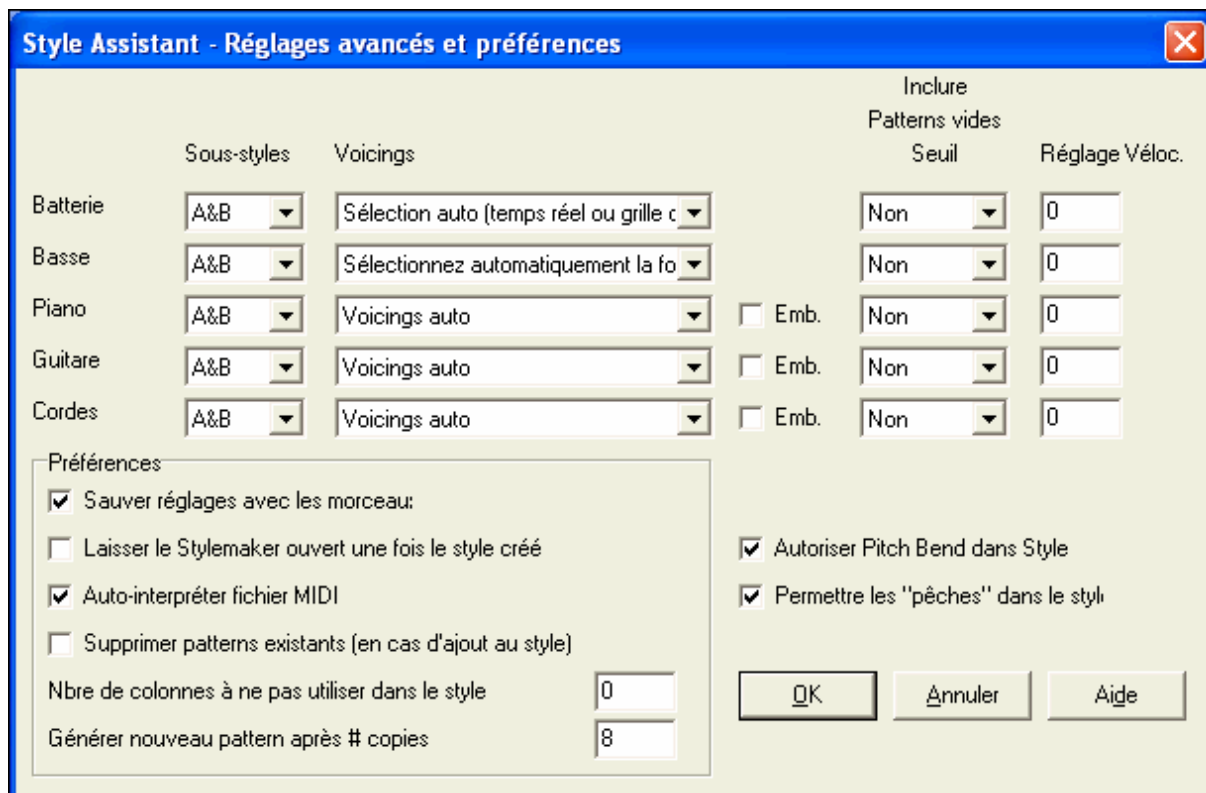 Style Assistant - Réglages avancés et préférences
Inclure
Patterns vides
Sous-styles Voicings Seuil Réglage Véloc.
Batterie A&B Sélection auto (temps réel ou grille c Non 0
Basse A&B Sélectionnez automatiquement la fo Non 0
Piano A&B Voicings auto Emb. Non 0
Guitare A&B Voicings auto Emb. Non 0
Cordes A&B Voicings auto Emb. Non 0
Préférences
Sauver réglages avec les morceau:
Laisser le Stylemaker ouvert une fois le style créé Autoriser Pitch Bend dans Style
Auto-interpréter fichier MIDI Permettre les "pêches" dans le style
Supprimer patterns existants (en cas d'ajout au style)
Nbre de colonnes à ne pas utiliser dans le style 0 OK Annuler Aide
Générer nouveau pattern après # copies 8